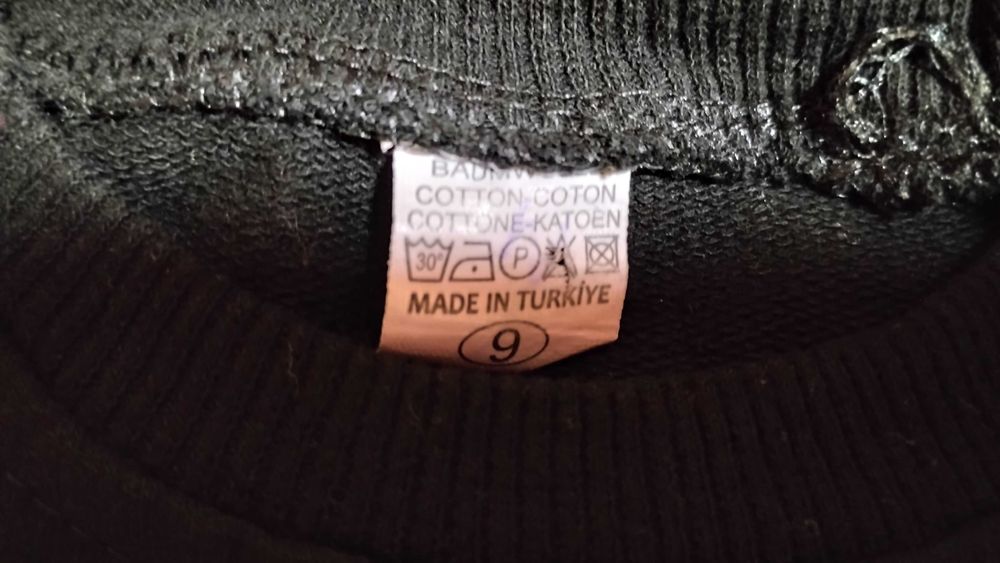 COTTON-COTON
COTTONE-KATOEN
30°
P
MADE IN TURKİYE
9